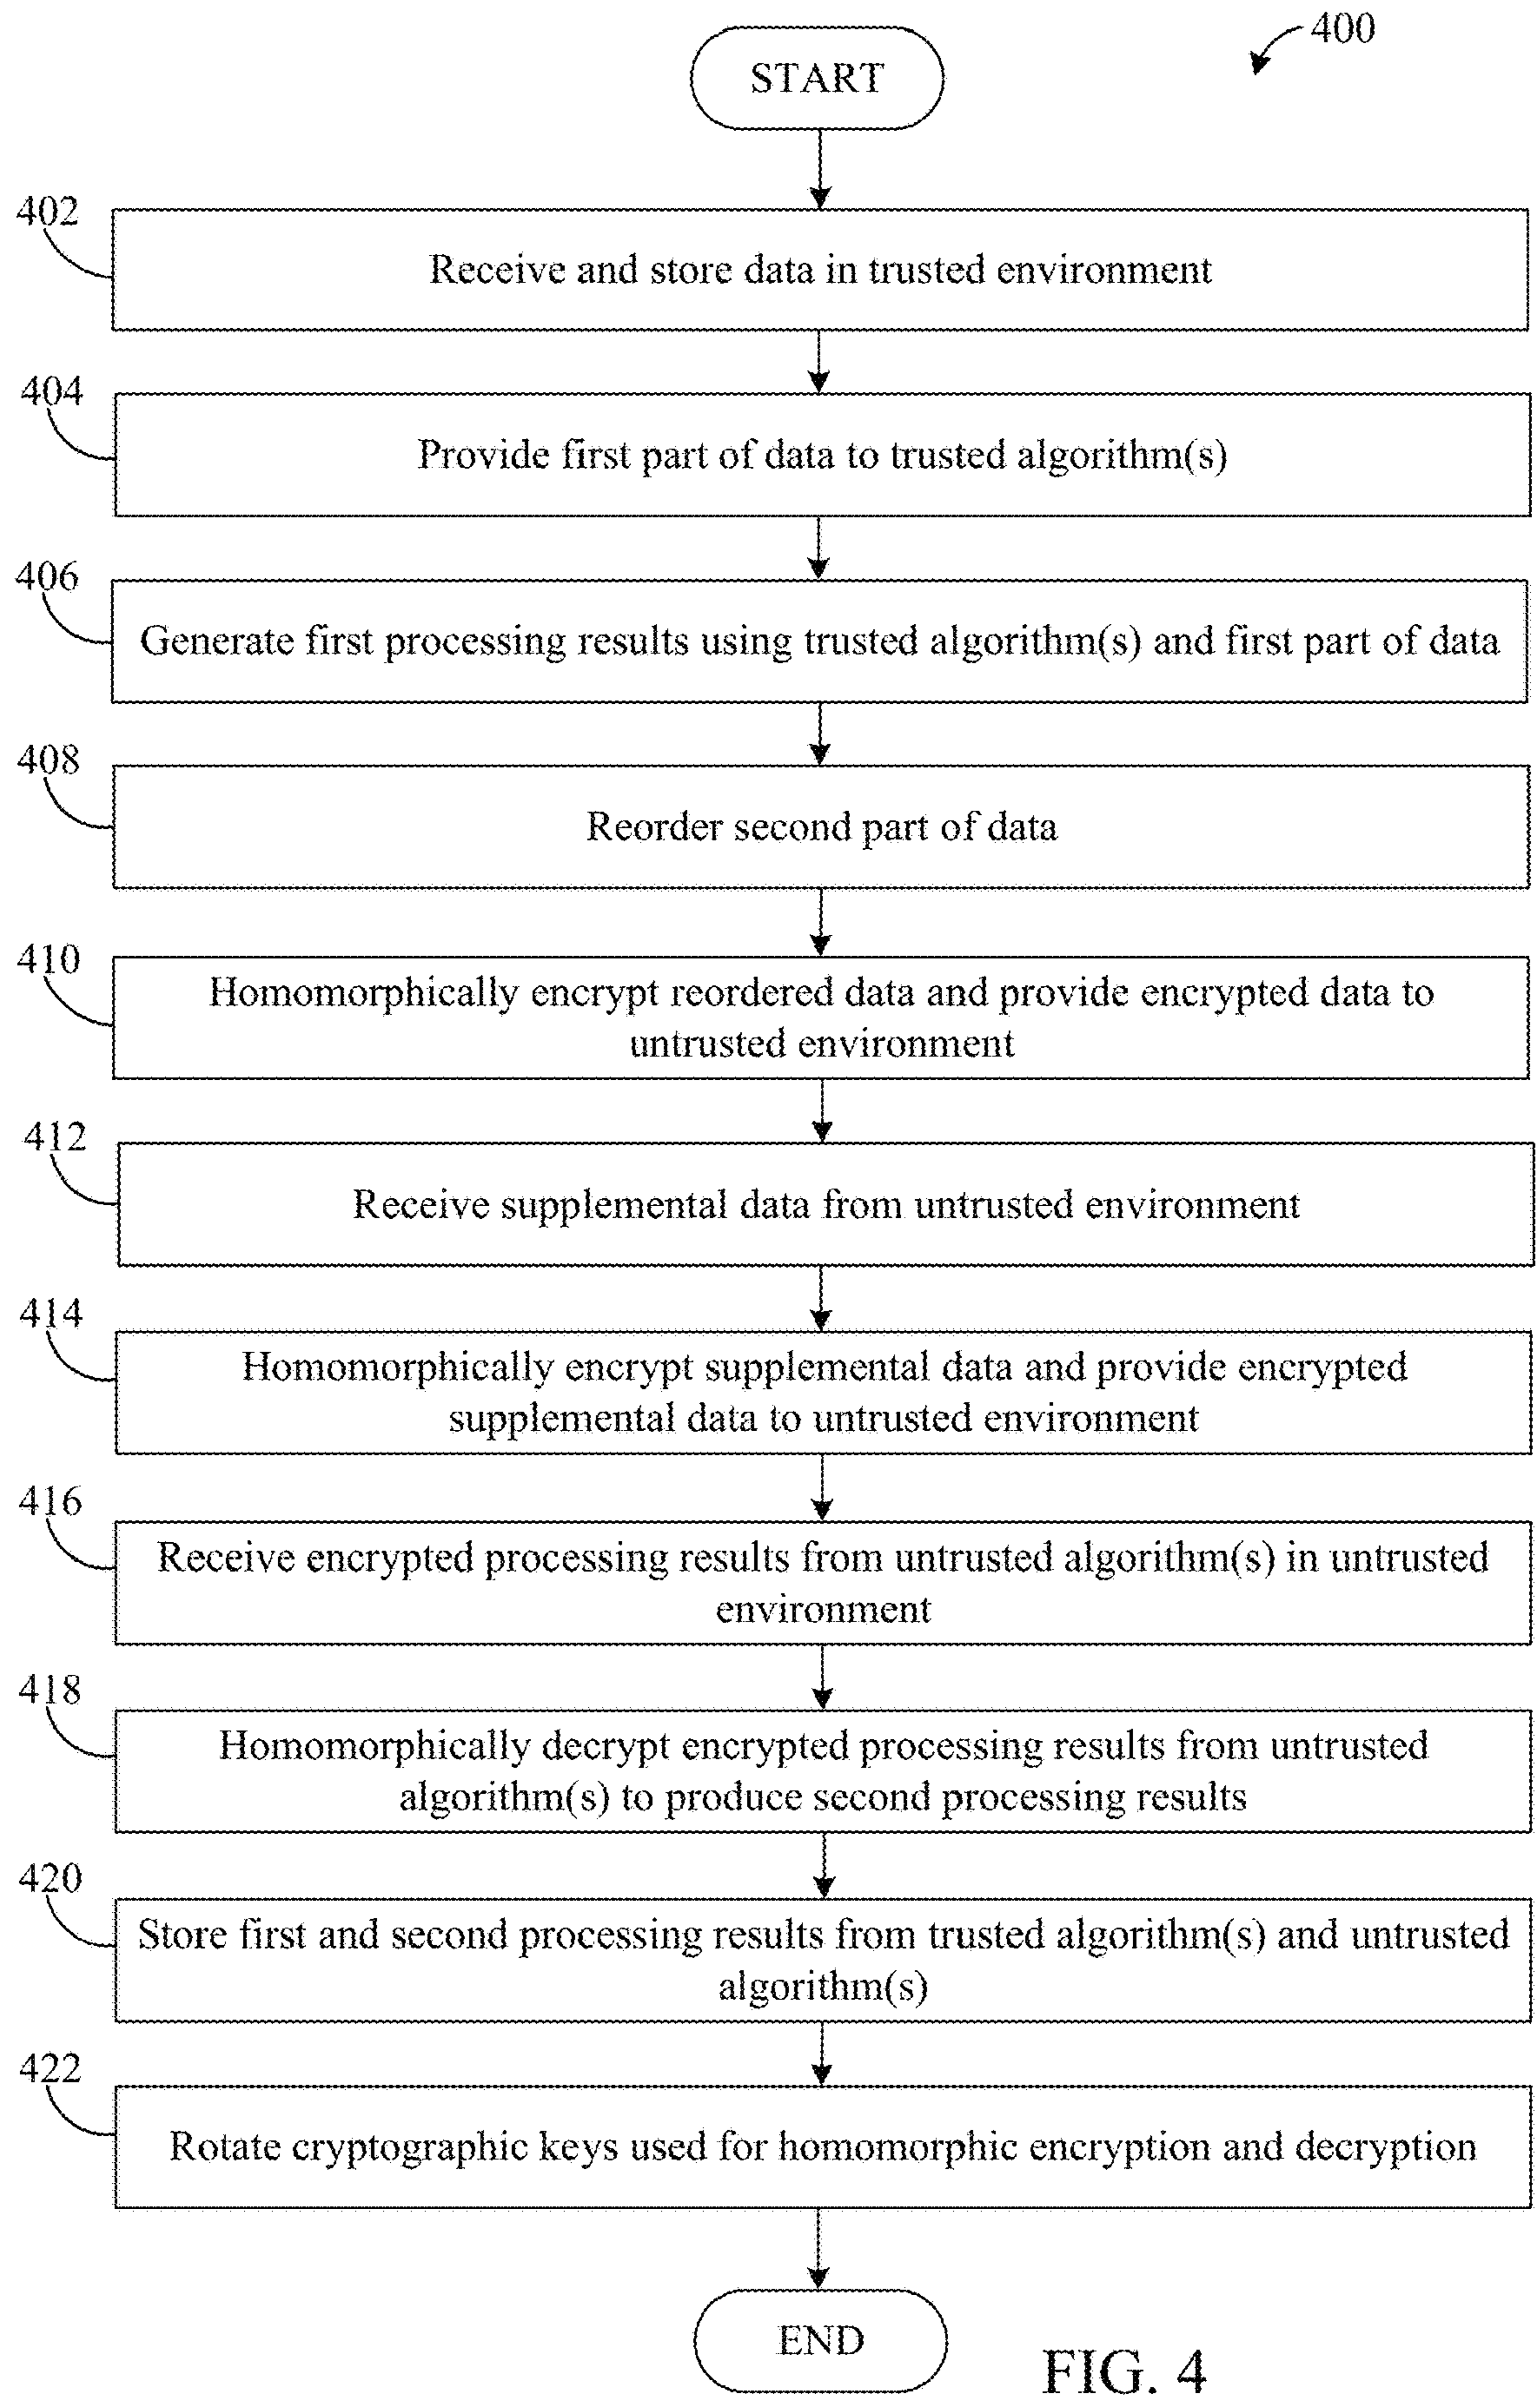 400
START
402
Receive and store data in trusted environment
404
Provide first part of data to trusted algorithm(s)
406
Generate first processing results using trusted algorithm(s) and first part of data
408
Reorder second part of data
410
Homomorphically encrypt reordered data and provide encrypted data to
untrusted environment
412
Receive supplemental data from untrusted environment
414
Homomorphically encrypt supplemental data and provide encrypted
supplemental data to untrusted environment
416
Receive encrypted processing results from untrusted algorithm(s) in untrusted
environment
418
Homomorphically decrypt encrypted processing results from untrusted
algorithm(s) to produce second processing results
420
Store first and second processing results from trusted algorithm(s) and untrusted
algorithm(s)
422
Rotate cryptographic keys used for homomorphic encryption and decryption
END
FIG. 4